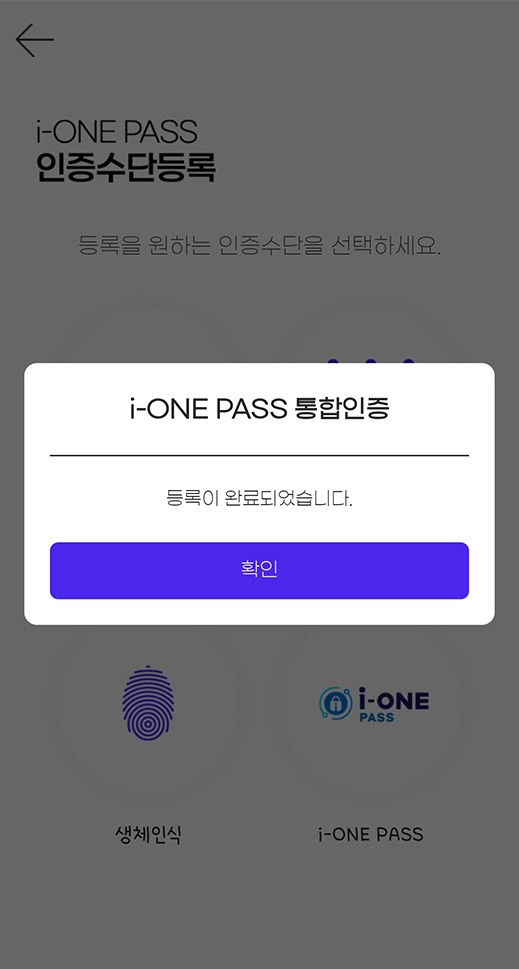 i-ONE PASS
인증수단등록
등록을 원하는 인증수단을 선택하세요.
i-ONE PASS 통합인증
등록이 완료되었습니다.
확인
i-ONE
PASS
생체인식
i-ONE PASS